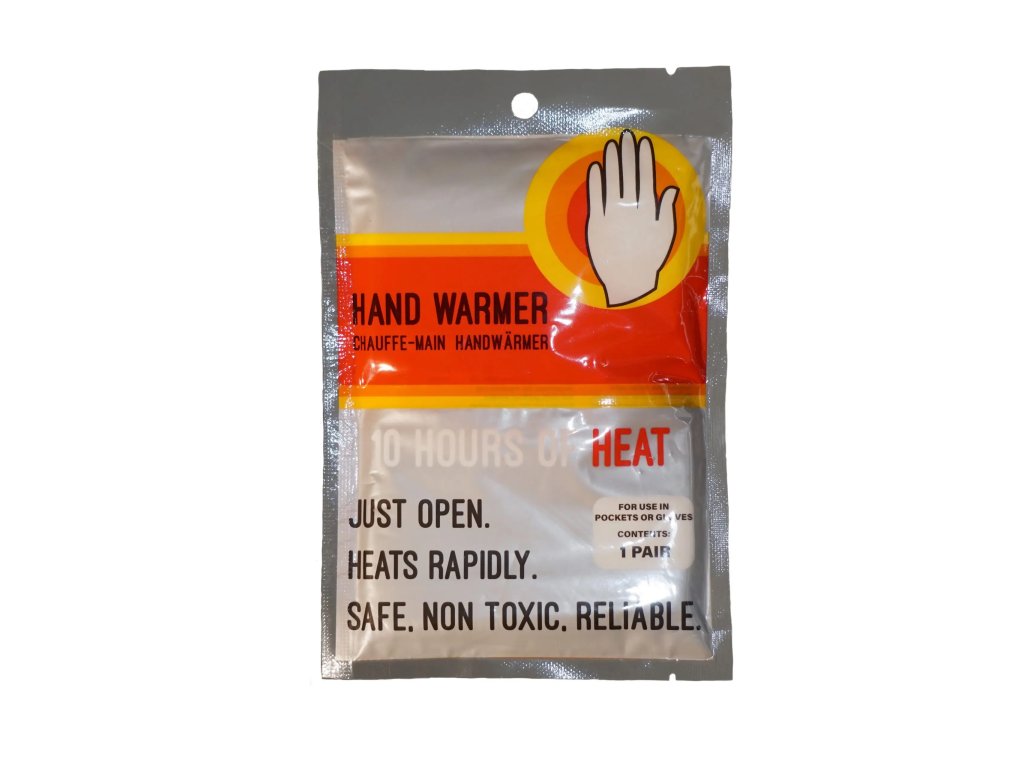 HAND WARMER
CHAUFFE-MAIN HANDWÄRMER
10 HOURS OF HEAT
JUST OPEN.
HEATS RAPIDLY.
SAFE. NON TOXIC. RELIABLE.
FOR USE IN
POCKETS OR GLOVES
CONTENTS:
1 PAIR